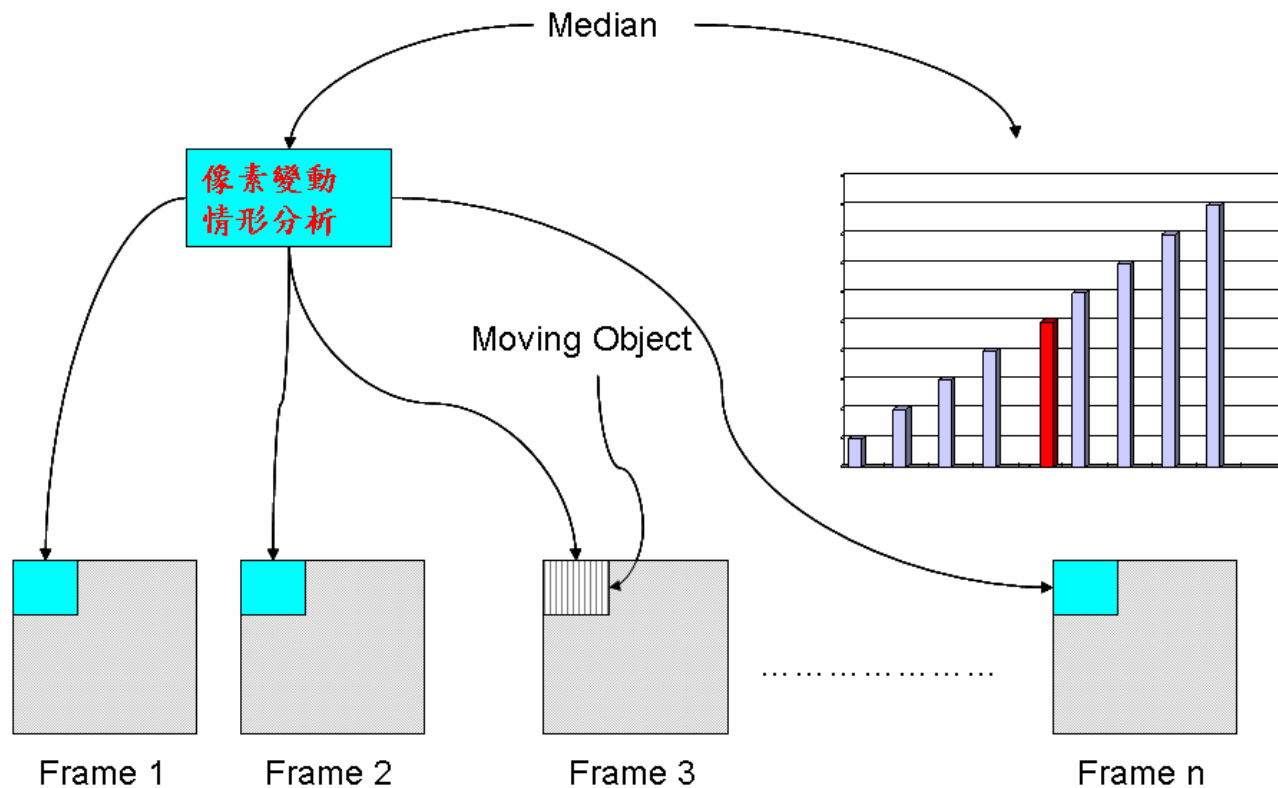 Median
像素變動
情形分析
Moving Object
……………………
Frame 1
Frame 2
Frame 3
Frame n